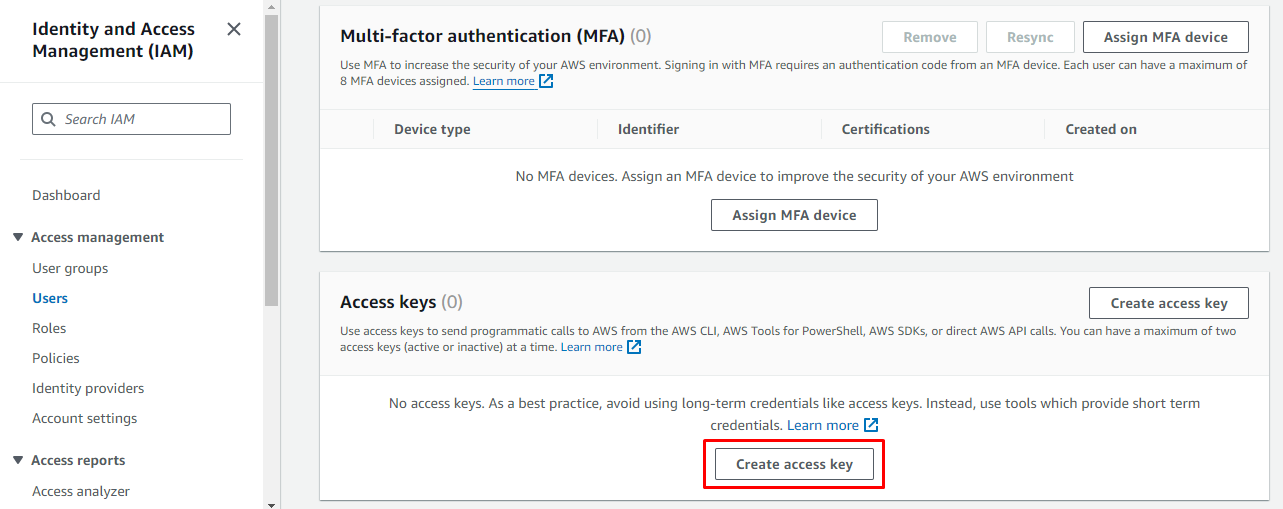 Identity and Access
Management (IAM)
Search IAM
Dashboard
Access management
User groups
Users
Roles
Policies
Identity providers
Account settings
Access reports
Access analyzer
Multi-factor authentication (MFA) (0)
Remove
Resync
Assign MFA device
Use MFA to increase the security of your AWS environment. Signing in with MFA requires an authentication code from an MFA device. Each user can have a maximum of
8 MFA devices assigned. Learn more
Device type
Identifier
Certifications
Created on
No MFA devices. Assign an MFA device to improve the security of your AWS environment
Assign MFA device
Access keys (0)
Create access key
Use access keys to send programmatic calls to AWS from the AWS CLI, AWS Tools for PowerShell, AWS SDKs, or direct AWS API calls. You can have a maximum of two
access keys (active or inactive) at a time. Learn more
No access keys. As a best practice, avoid using long-term credentials like access keys. Instead, use tools which provide short term
credentials. Learn more
Create access key